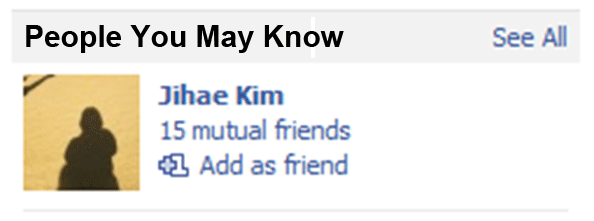 People You May Know See All
Jihae Kim
15 mutual friends
Add as friend